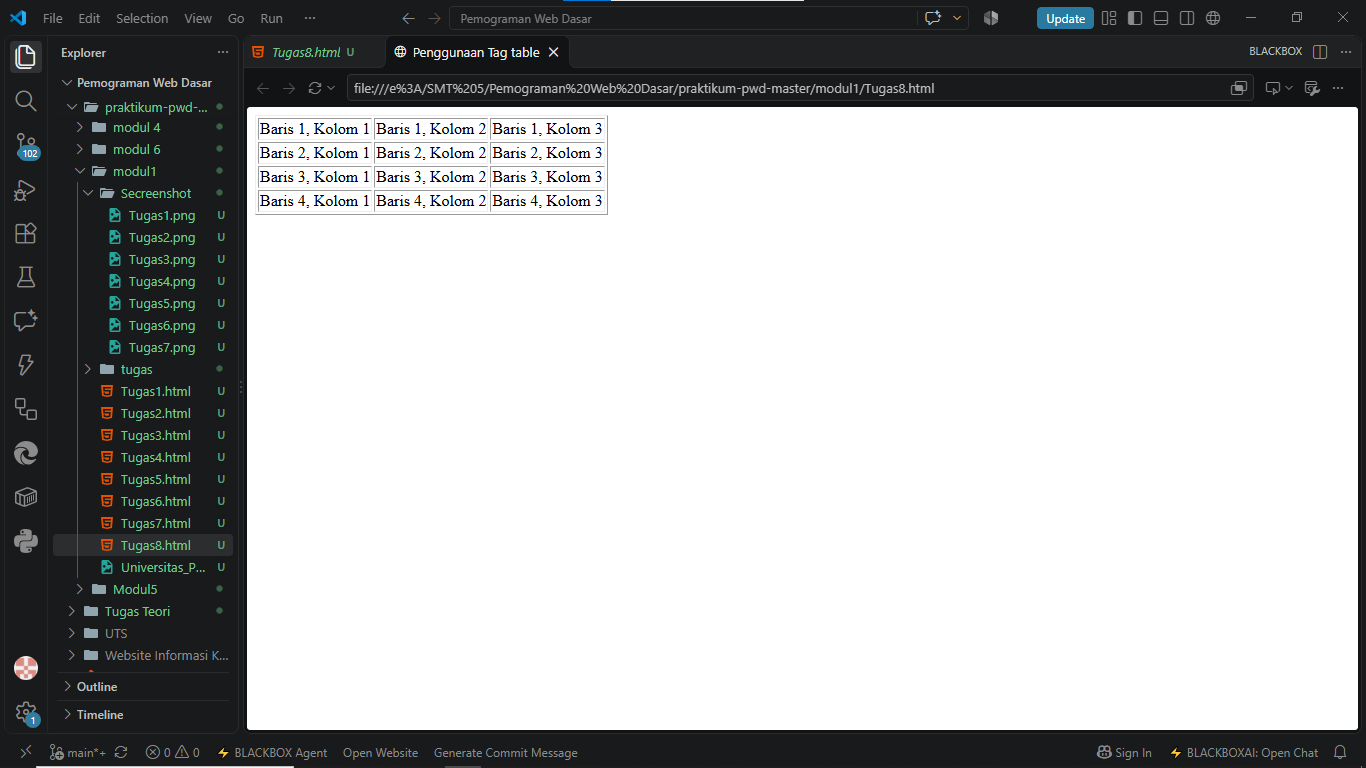 File Edit Selection View Go Run ··· Pemograman Web Dasar Update
Explorer ···
Tugas8.html U Penggunaan Tag table BLACKBOX ···
file:///e%3A/SMT%205/Pemograman%20Web%20Dasar/praktikum-pwd-master/modul1/Tugas8.html
Pemograman Web Dasar
praktikum-pwd-...
modul 4
modul 6
modul1
Secreenshot
Tugas1.png U
Tugas2.png U
Tugas3.png U
Tugas4.png U
Tugas5.png U
Tugas6.png U
Tugas7.png U
tugas
Tugas1.html U
Tugas2.html U
Tugas3.html U
Tugas4.html U
Tugas5.html U
Tugas6.html U
Tugas7.html U
Tugas8.html U
Universitas_P... U
Modul5
Tugas Teori
UTS
Website Informasi K...
Outline
Timeline
102
1
Baris 1, Kolom 1 Baris 1, Kolom 2 Baris 1, Kolom 3
Baris 2, Kolom 1 Baris 2, Kolom 2 Baris 2, Kolom 3
Baris 3, Kolom 1 Baris 3, Kolom 2 Baris 3, Kolom 3
Baris 4, Kolom 1 Baris 4, Kolom 2 Baris 4, Kolom 3
main*+ 0 0 BLACKBOX Agent Open Website Generate Commit Message Sign In BLACKBOXAI: Open Chat